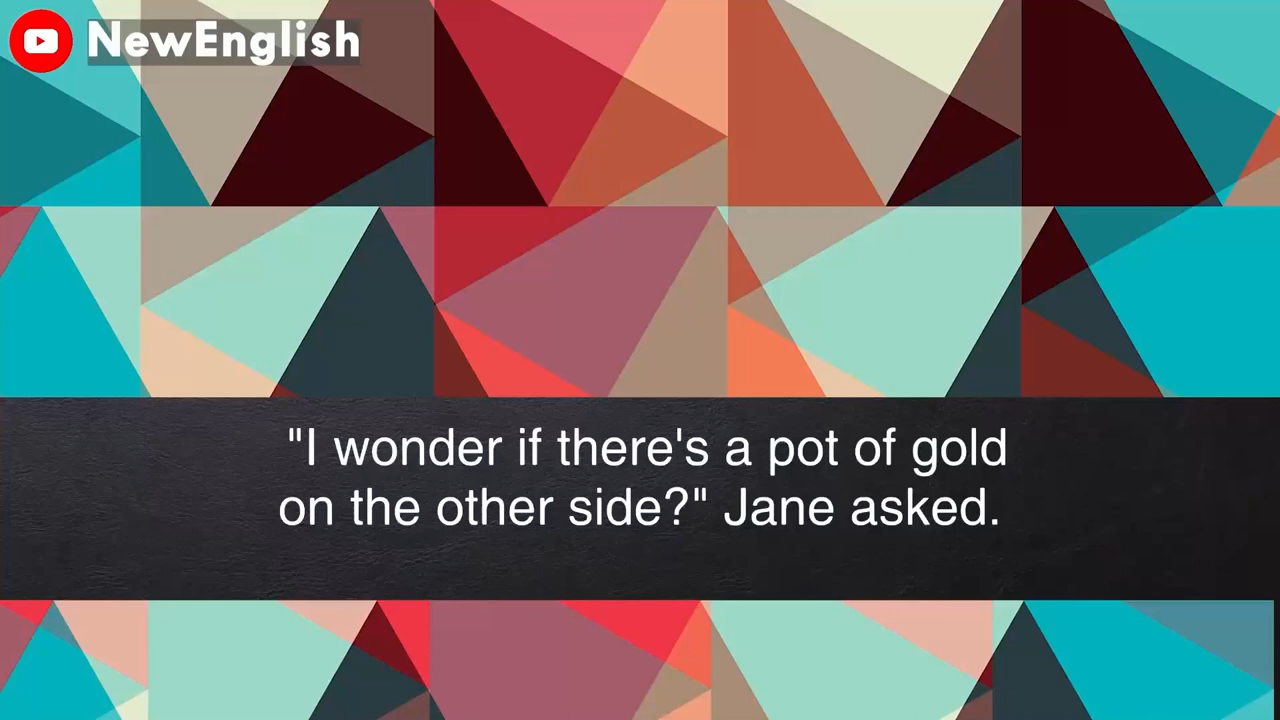 NewEnglish
"I wonder if there's a pot of gold
on the other side?" Jane asked.